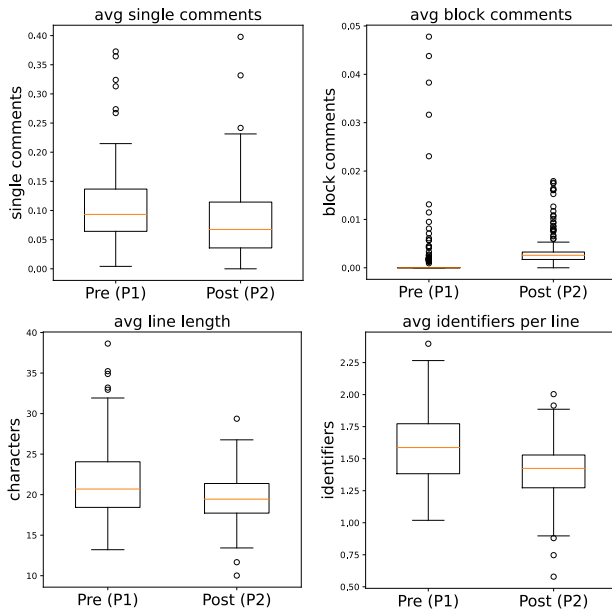 avg single comments
single comments
0.40
0.35
0.30
0.25
0.20
0.15
0.10
0.05
0.00
Pre (P1) Post (P2)
avg block comments
block comments
0.05
0.04
0.03
0.02
0.01
0.00
Pre (P1) Post (P2)
avg line length
characters
40
35
30
25
20
15
10
Pre (P1) Post (P2)
avg identifiers per line
identifiers
2.25
2.00
1.75
1.50
1.25
1.00
0.75
0.50
Pre (P1) Post (P2)